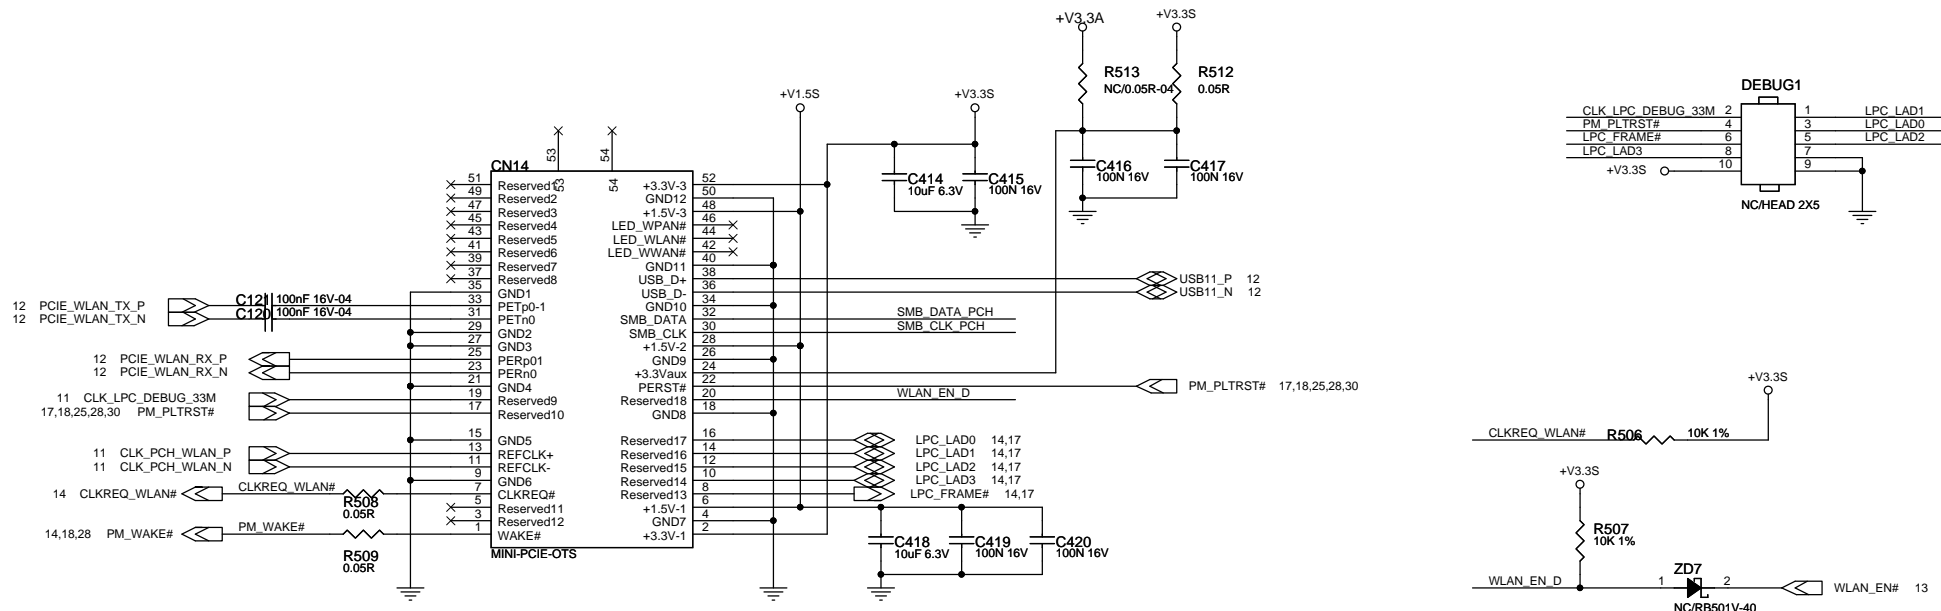 +V3.3A
+V3.3S
R513
NC/0.05R-04
R512
0.05R
+V1.5S
+V3.3S
C414
10uF 6.3V
C415
100N 16V
C416
100N 16V
C417
100N 16V
CN14
53
54
53
54
51 Reserved1
49 Reserved2
47 Reserved3
45 Reserved4
43 Reserved5
41 Reserved6
39 Reserved7
37 Reserved8
35 GND1
12 PCIE_WLAN_TX_P C121 100nF 16V-04 33 PETp0-1
12 PCIE_WLAN_TX_N C120 100nF 16V-04 31 PETn0
29 GND2
27 GND3
12 PCIE_WLAN_RX_P 25 PERp01
12 PCIE_WLAN_RX_N 23 PERn0
21 GND4
11 CLK_LPC_DEBUG_33M 19 Reserved9
17,18,25,28,30 PM_PLTRST# 17 Reserved10
15 GND5
11 CLK_PCH_WLAN_P 13 REFCLK+
11 CLK_PCH_WLAN_N 11 REFCLK-
9 GND6
14 CLKREQ_WLAN# CLKREQ_WLAN# 7 CLKREQ#
R508
0.05R
5 Reserved11
3 Reserved12
14,18,28 PM_WAKE# PM_WAKE# 1 WAKE#
R509
0.05R
MINI-PCIE-OTS
+3.3V-3 52
GND12 50
+1.5V-3 48
LED_WPAN# 46
LED_WLAN# 44
LED_WWAN# 42
GND11 40
USB_D+ 38 USB11_P 12
USB_D- 36 USB11_N 12
GND10 34
SMB_DATA 32 SMB_DATA_PCH
SMB_CLK 30 SMB_CLK_PCH
+1.5V-2 28
GND9 26
+3.3Vaux 24
PERST# 22 PM_PLTRST# 17,18,25,28,30
Reserved18 20 WLAN_EN_D
GND8 18
Reserved17 16 LPC_LAD0 14,17
Reserved16 14 LPC_LAD1 14,17
Reserved15 12 LPC_LAD2 14,17
Reserved14 10 LPC_LAD3 14,17
Reserved13 8 LPC_FRAME# 14,17
+1.5V-1 6
GND7 4
+3.3V-1 2
C418
10uF 6.3V
C419
100N 16V
C420
100N 16V
DEBUG1
CLK_LPC_DEBUG_33M 2 1 LPC_LAD1
PM_PLTRST# 4 3 LPC_LAD0
LPC_FRAME# 6 5 LPC_LAD2
LPC_LAD3 8 7
+V3.3S 10 9
NC/HEAD 2X5
+V3.3S
CLKREQ_WLAN# R506 10K 1%
+V3.3S
R507
10K 1%
ZD7
WLAN_EN_D 1 2 WLAN_EN# 13
NC/RB501V-40